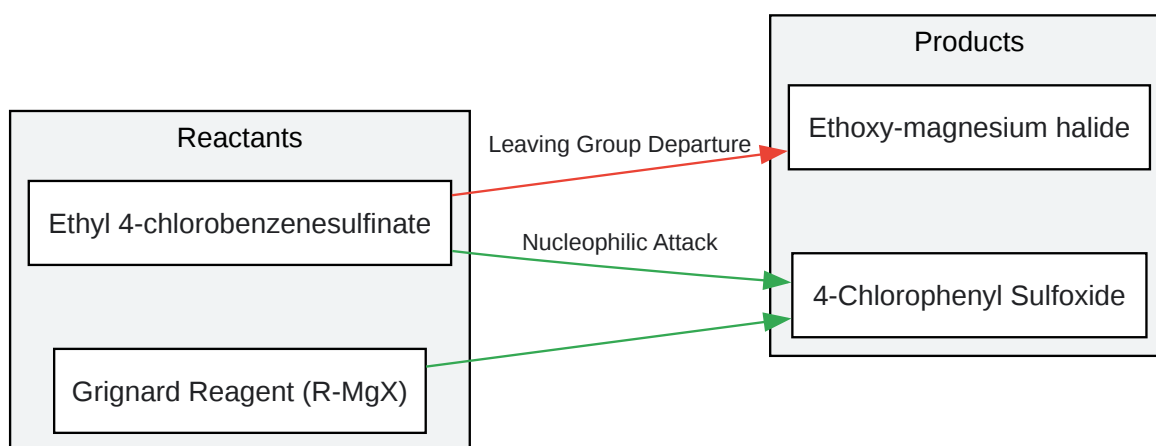 Products
Ethoxy-magnesium halide
Reactants
Leaving Group Departure
Ethyl 4-chlorobenzenesulfinate
Nucleophilic Attack
4-Chlorophenyl Sulfoxide
Grignard Reagent (R-MgX)